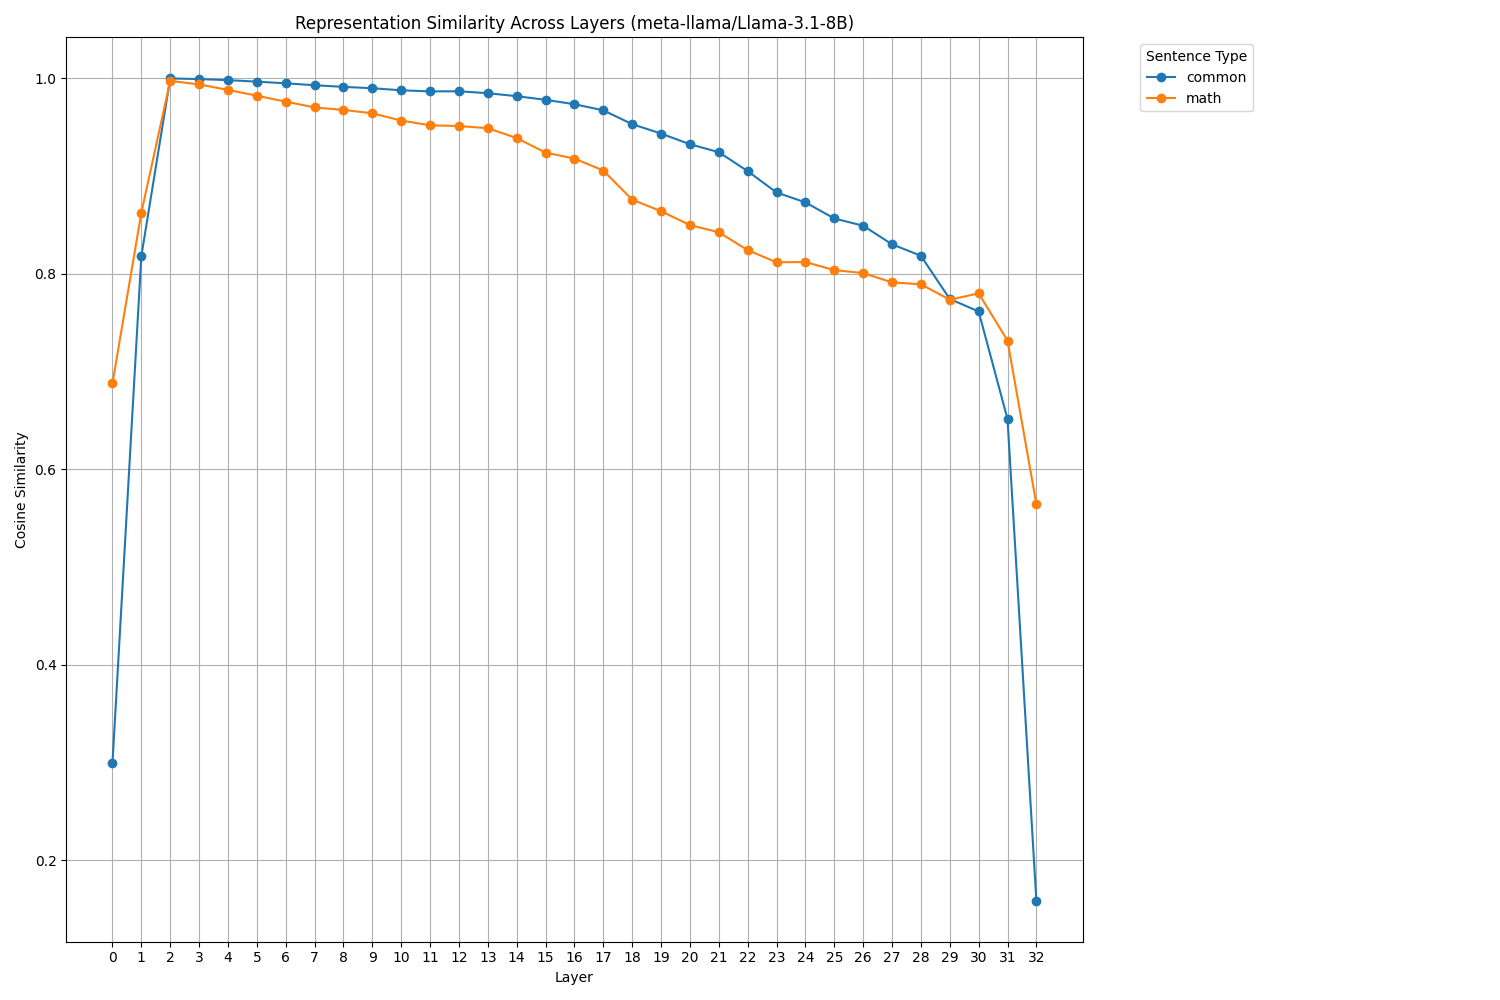 Representation Similarity Across Layers (meta-llama/Llama-3.1-8B)
Sentence Type
common
math
1.0
0.8
0.6
0.4
0.2
Cosine Similarity
0 1 2 3 4 5 6 7 8 9 10 11 12 13 14 15 16 17 18 19 20 21 22 23 24 25 26 27 28 29 30 31 32
Layer